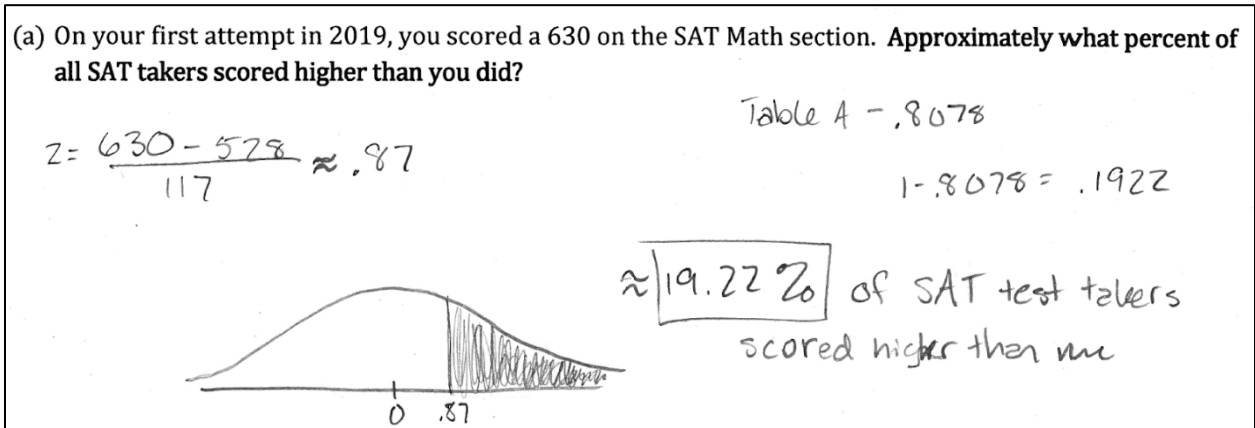 (a) On your first attempt in 2019, you scored a 630 on the SAT Math section. Approximately what percent of
all SAT takers scored higher than you did?
Table A - .8078
z = 630 - 528 / 117 ≈ .87
1 - .8078 = .1922
≈ 19.22 % of SAT test takers
scored higher than me
0 .87